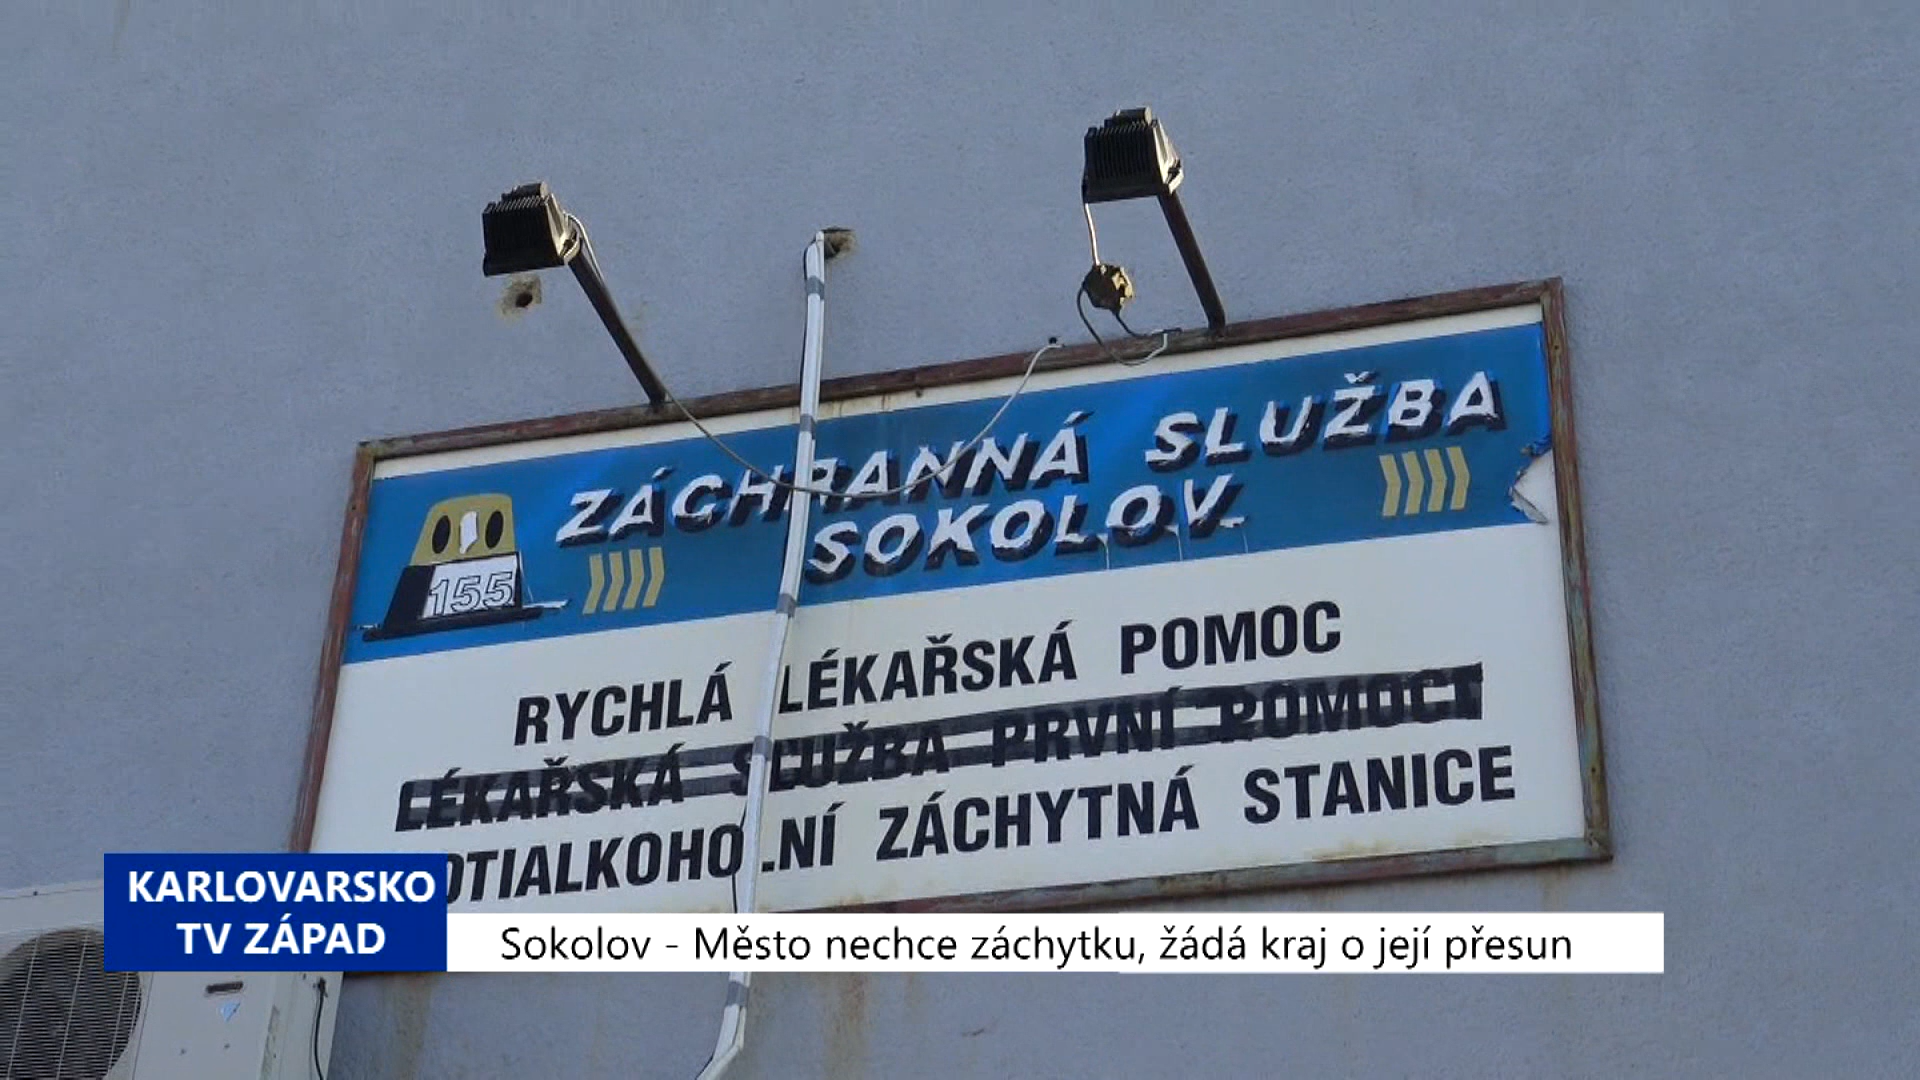 ZÁCHRANNÁ SLUŽBA
SOKOLOV
155
RYCHLÁ LÉKAŘSKÁ POMOC
LÉKAŘSKÁ SLUŽBA PRVNÍ POMOCI
OTIALKOHOLNÍ ZÁCHYTNÁ STANICE
KARLOVARSKO
TV ZÁPAD
Sokolov - Město nechce záchytku, žádá kraj o její přesun